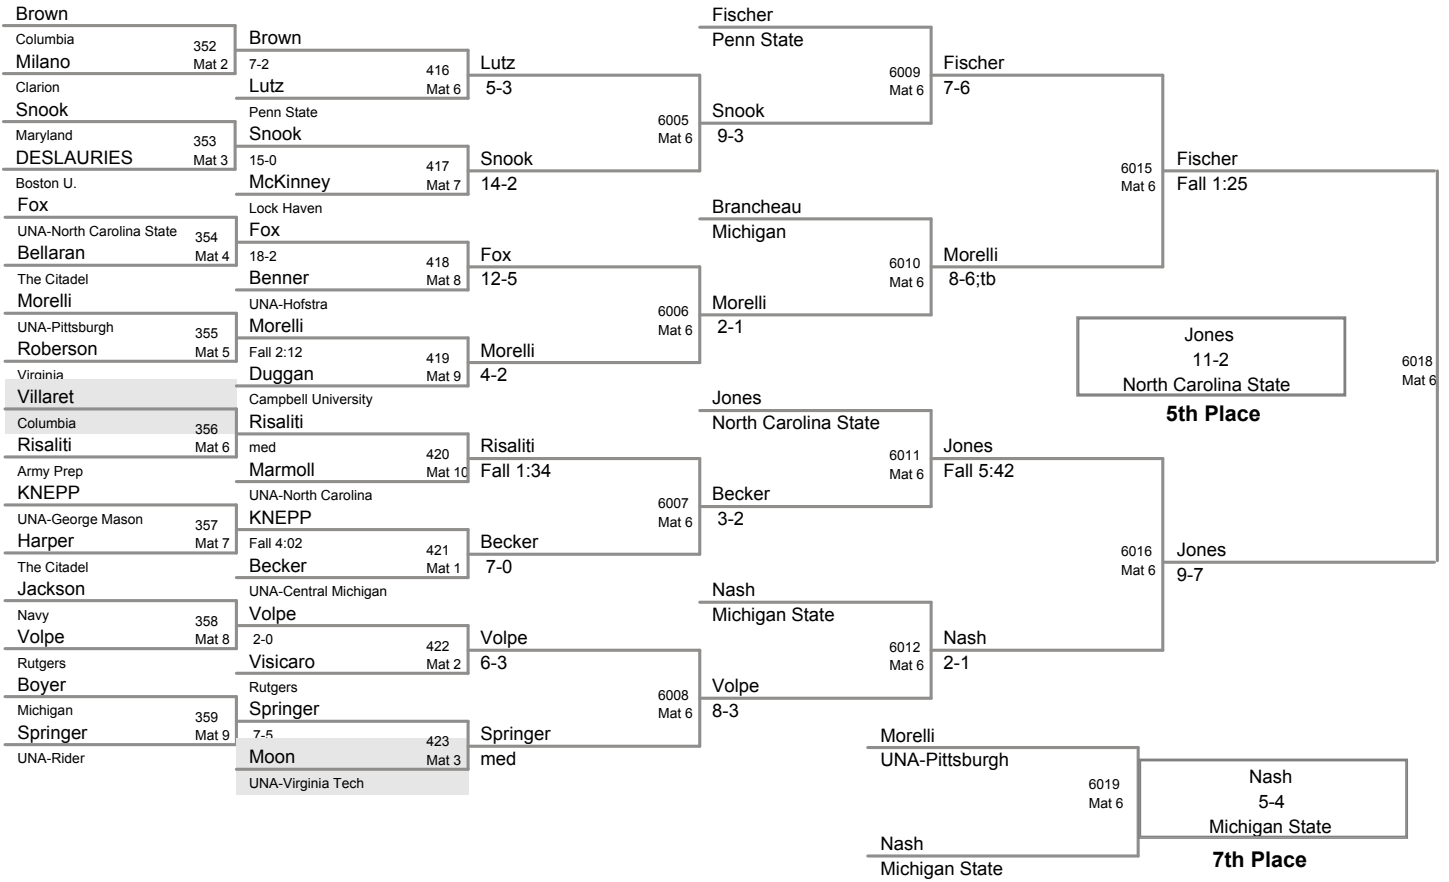 Brown
Columbia
352
Milano
Mat 2
Clarion
Snook
Maryland
353
DESLAURIES
Mat 3
Boston U.
Fox
UNA-North Carolina State
354
Bellaran
Mat 4
The Citadel
Morelli
UNA-Pittsburgh
355
Roberson
Mat 5
Virginia
Villaret
Columbia
356
Risaliti
Mat 6
Army Prep
KNEPP
UNA-George Mason
357
Harper
Mat 7
The Citadel
Jackson
Navy
358
Volpe
Mat 8
Rutgers
Boyer
Michigan
359
Springer
Mat 9
UNA-Rider
Brown
7-2
416
Lutz
Mat 6
Penn State
Snook
15-0
417
McKinney
Mat 7
Lock Haven
Fox
18-2
418
Benner
Mat 8
UNA-Hofstra
Morelli
Fall 2:12
419
Duggan
Mat 9
Campbell University
Risaliti
med
420
Marmoll
Mat 10
UNA-North Carolina
KNEPP
Fall 4:02
421
Becker
Mat 1
UNA-Central Michigan
Volpe
2-0
422
Visicaro
Mat 2
Rutgers
Springer
7-5
423
Moon
Mat 3
UNA-Virginia Tech
Lutz
5-3
6005
Mat 6
Snook
14-2
Fox
12-5
6006
Mat 6
Morelli
4-2
Risaliti
Fall 1:34
6007
Mat 6
Becker
7-0
Volpe
6-3
6008
Mat 6
Springer
med
Fischer
Penn State
6009
Mat 6
Snook
9-3
Brancheau
Michigan
6010
Mat 6
Morelli
2-1
Jones
North Carolina State
6011
Mat 6
Becker
3-2
Nash
Michigan State
6012
Mat 6
Volpe
8-3
Fischer
7-6
6015
Mat 6
Morelli
8-6;tb
Jones
Fall 5:42
6016
Mat 6
Nash
2-1
Fischer
Fall 1:25
6018
Mat 6
Jones
9-7
Jones
11-2
North Carolina State
5th Place
Morelli
UNA-Pittsburgh
6019
Mat 6
Nash
Michigan State
Nash
5-4
Michigan State
7th Place